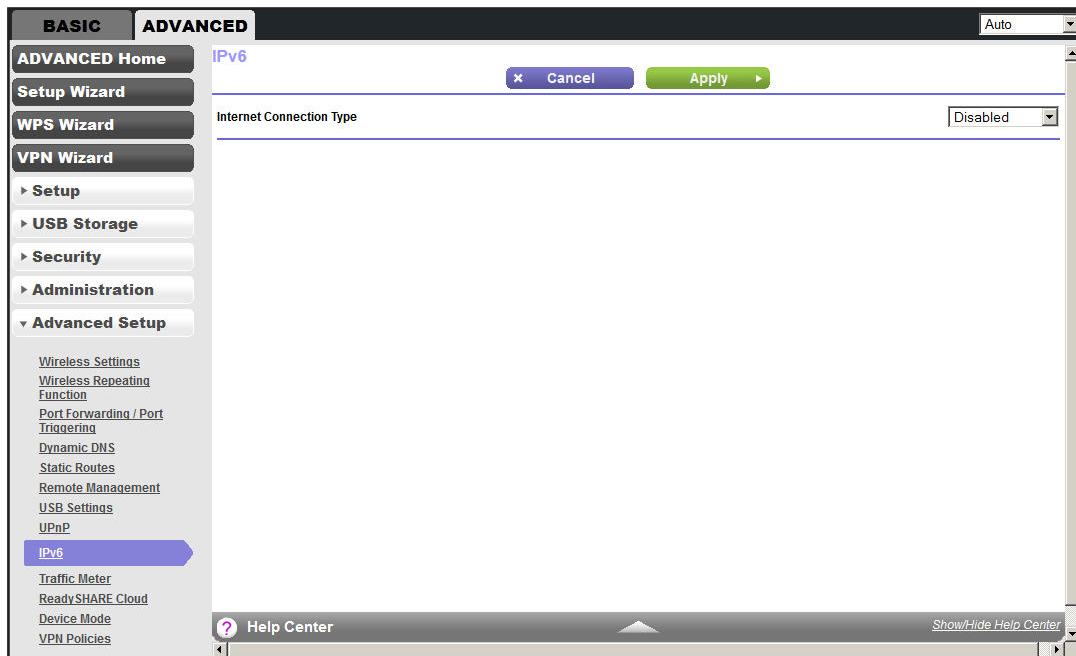 BASIC
ADVANCED
Auto
ADVANCED Home
Setup Wizard
WPS Wizard
VPN Wizard
Setup
USB Storage
Security
Administration
Advanced Setup
Wireless Settings
Wireless Repeating
Function
Port Forwarding / Port
Triggering
Dynamic DNS
Static Routes
Remote Management
USB Settings
UPnP
IPv6
Traffic Meter
ReadySHARE Cloud
Device Mode
VPN Policies
IPv6
Cancel
Apply
Internet Connection Type
Disabled
? Help Center
Show/Hide Help Center